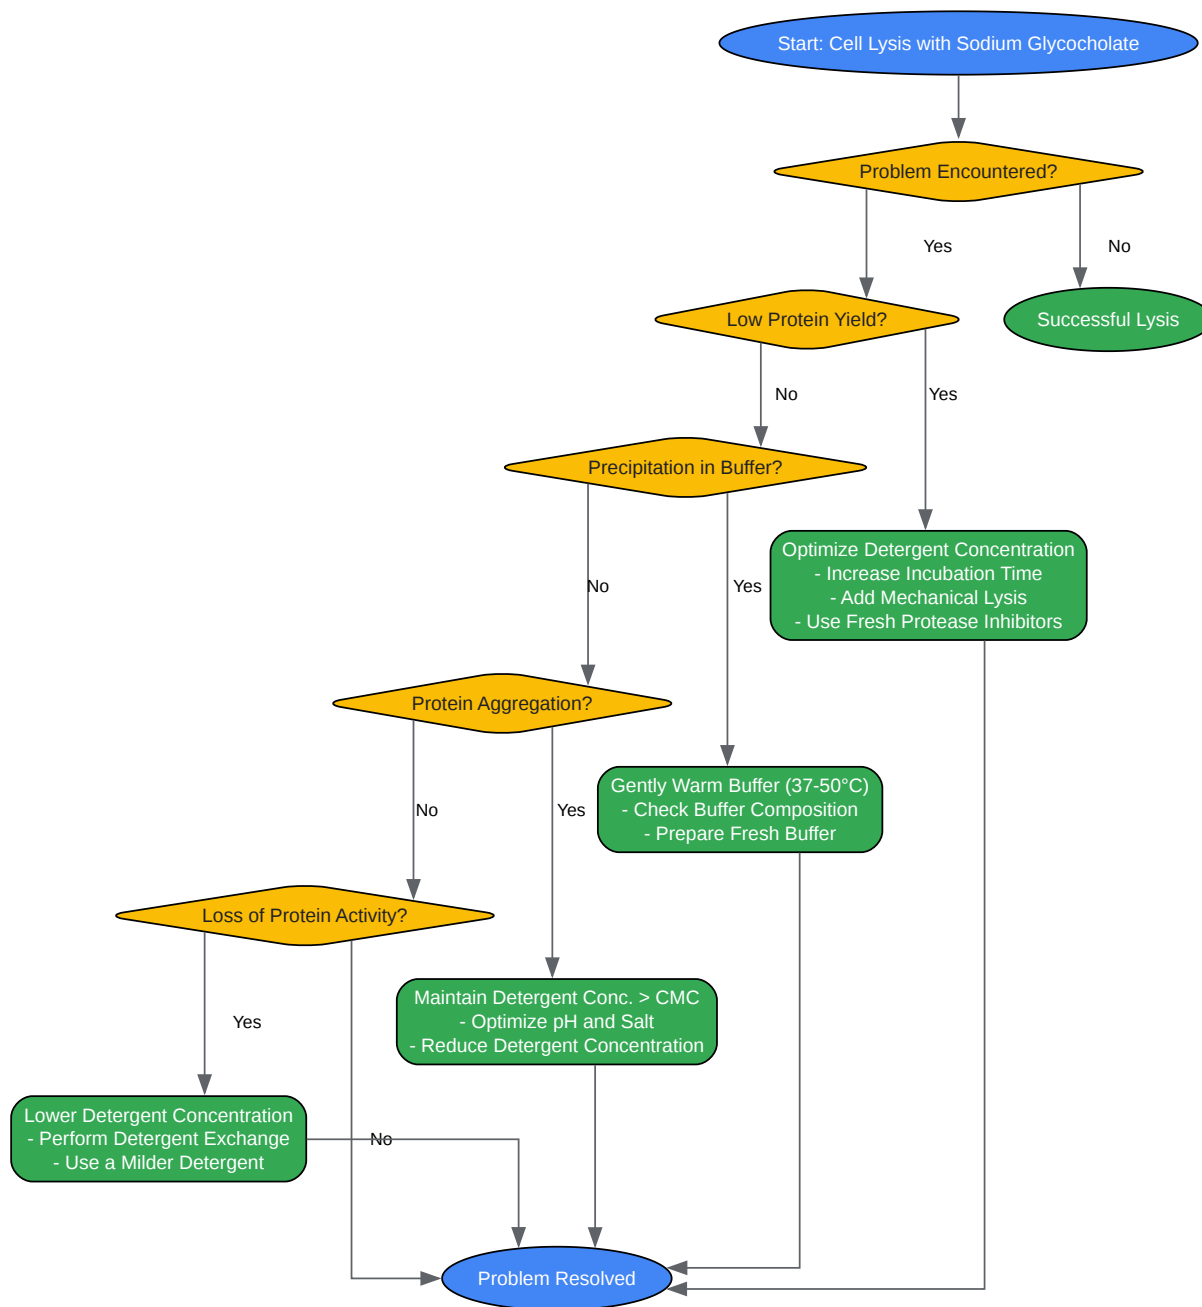 Start: Cell Lysis with Sodium Glycocholate
Problem Encountered?
Yes
No
Low Protein Yield?
Successful Lysis
No
Yes
Precipitation in Buffer?
Optimize Detergent Concentration
- Increase Incubation Time
- Add Mechanical Lysis
- Use Fresh Protease Inhibitors
No
Yes
Protein Aggregation?
Gently Warm Buffer (37-50°C)
- Check Buffer Composition
- Prepare Fresh Buffer
No
Yes
Loss of Protein Activity?
Maintain Detergent Conc. > CMC
- Optimize pH and Salt
- Reduce Detergent Concentration
Yes
Lower Detergent Concentration
- Perform Detergent Exchange
- Use a Milder Detergent
No
Problem Resolved